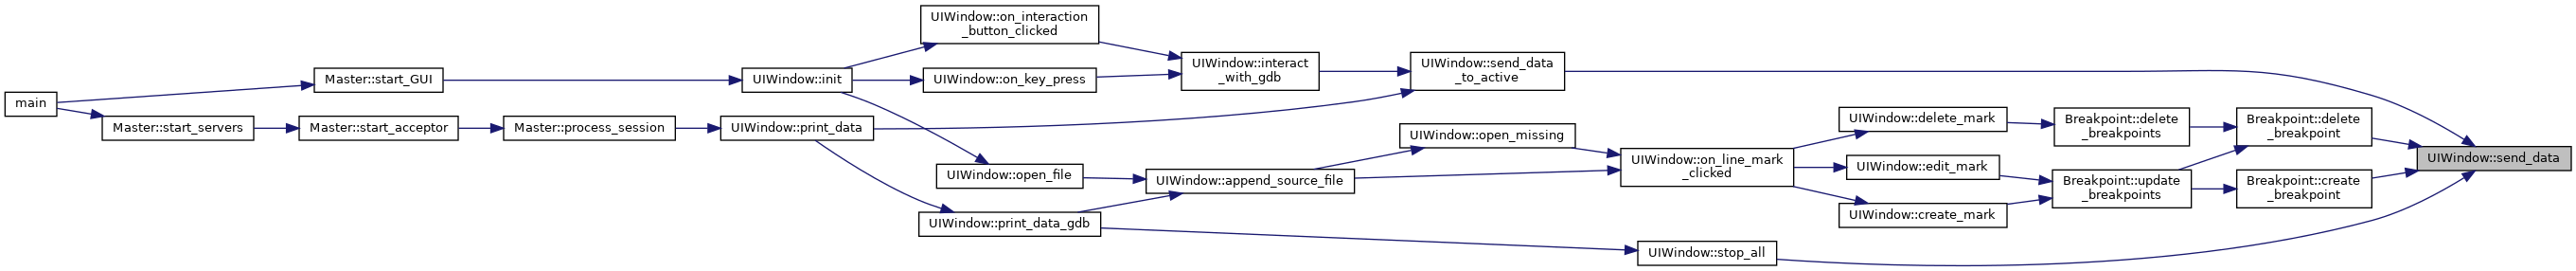 main
Master::start_GUI
Master::start_servers
Master::start_acceptor
Master::process_session
UIWindow::init
UIWindow::print_data
UIWindow::on_interaction
_button_clicked
UIWindow::on_key_press
UIWindow::open_file
UIWindow::print_data_gdb
UIWindow::interact
_with_gdb
UIWindow::append_source_file
UIWindow::send_data
_to_active
UIWindow::open_missing
UIWindow::on_line_mark
_clicked
UIWindow::stop_all
UIWindow::delete_mark
UIWindow::edit_mark
UIWindow::create_mark
Breakpoint::delete
_breakpoints
Breakpoint::update
_breakpoints
Breakpoint::delete
_breakpoint
Breakpoint::create
_breakpoint
UIWindow::send_data